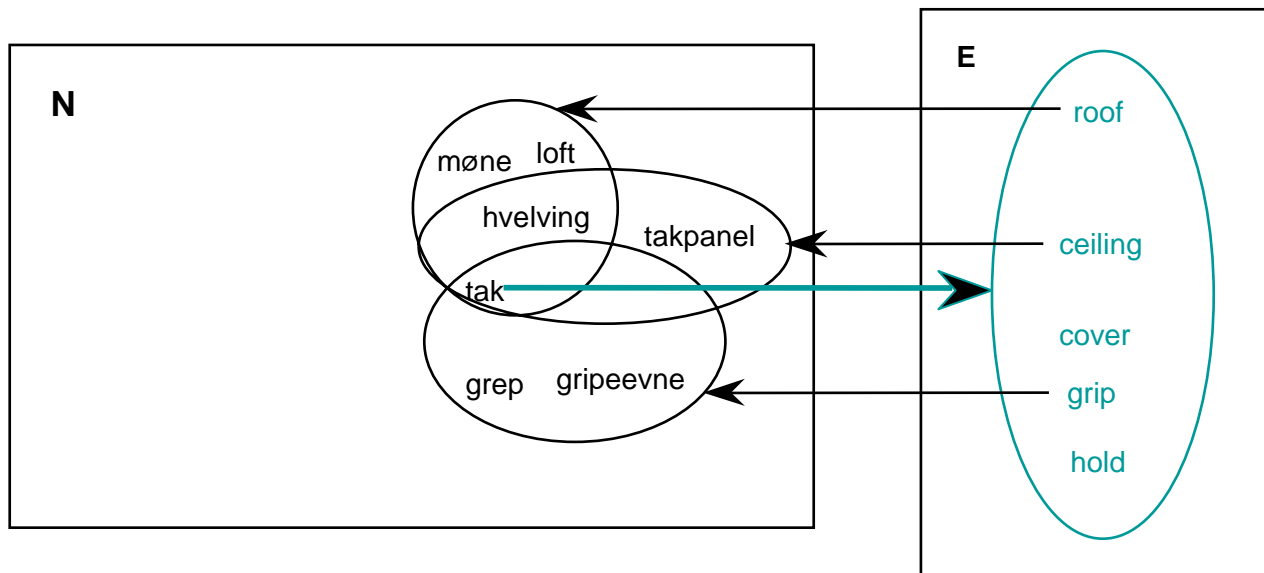 N
møne
loft
hvelving
takpanel
tak
grep
gripeevne
E
roof
ceiling
cover
grip
hold